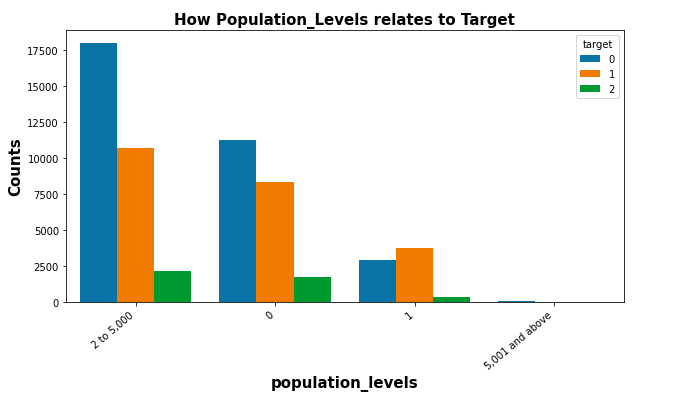 How Population_Levels relates to Target
target
0
1
2
Counts
17500
15000
12500
10000
7500
5000
2500
0
2 to 5,000
0
1
5,001 and above
population_levels